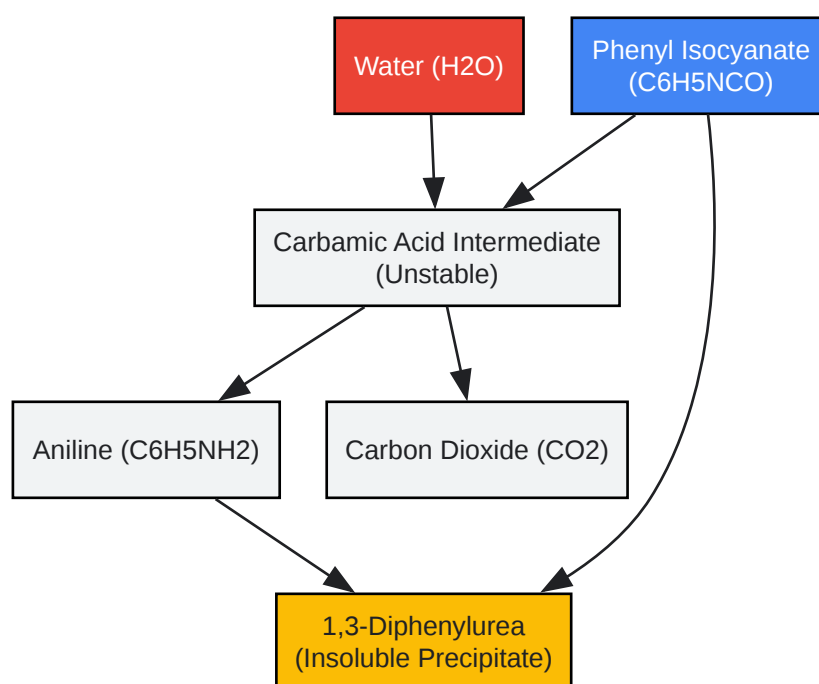 Water (H2O)
Phenyl Isocyanate
(C6H5NCO)
Carbamic Acid Intermediate
(Unstable)
Aniline (C6H5NH2)
Carbon Dioxide (CO2)
1,3-Diphenylurea
(Insoluble Precipitate)